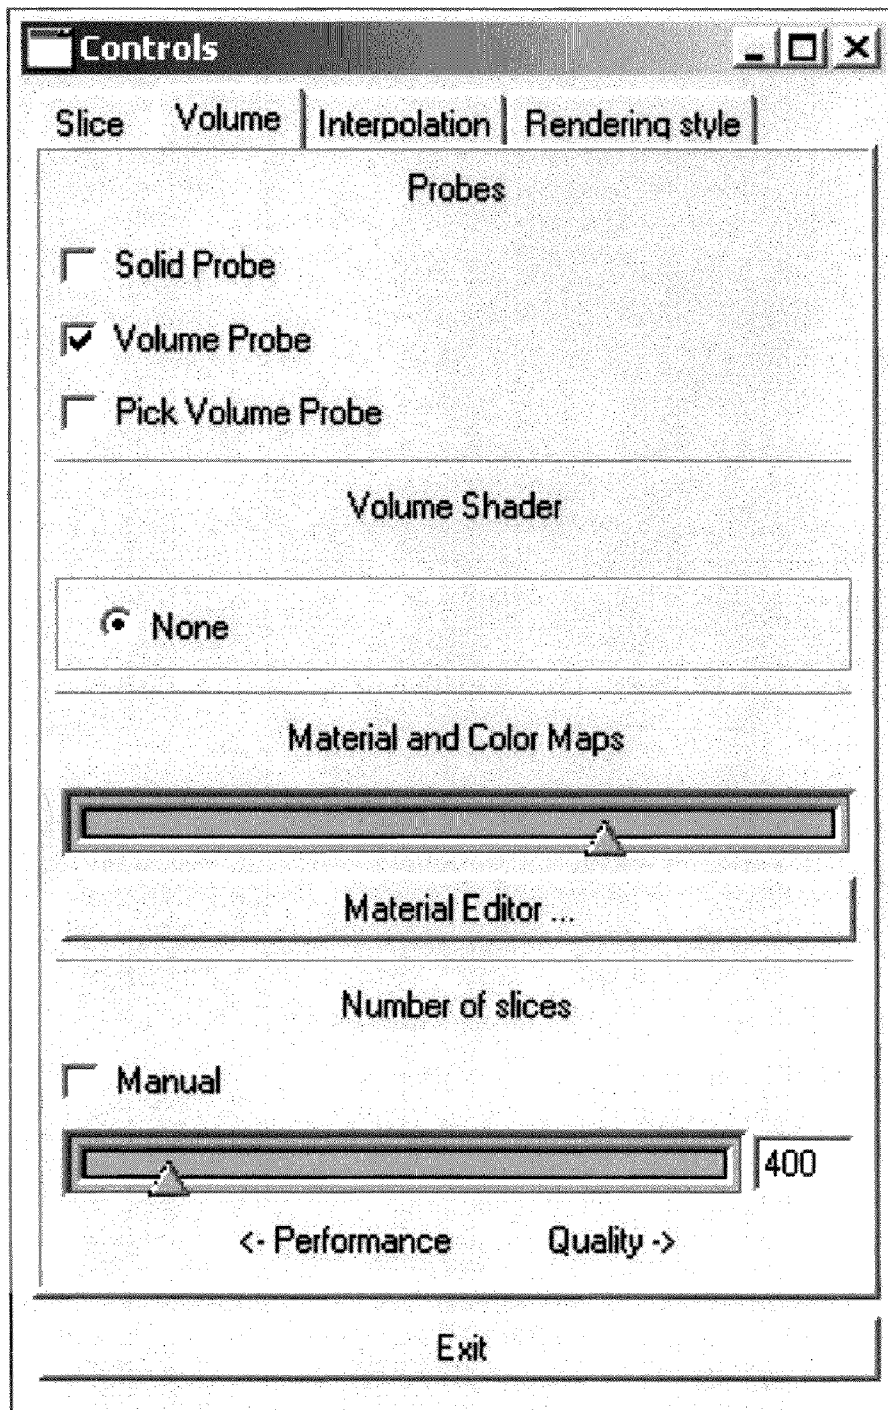 Controls
Slice Volume Interpolation Rendering style
Probes
Solid Probe
Volume Probe
Pick Volume Probe
Volume Shader
None
Material and Color Maps
Material Editor ...
Number of slices
Manual
400
<- Performance Quality ->
Exit